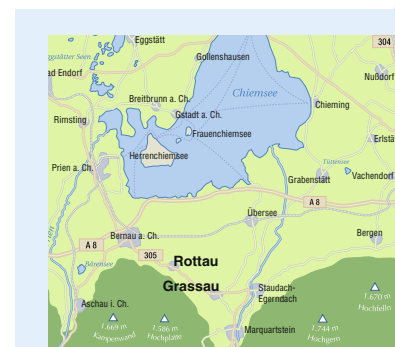 Eggstätt
304
Gollenshausen
ggstätter Seen
ad Endorf
Nußdorf
Chiemsee
Breitbrunn a. Ch.
Chieming
Gstadt a. Ch.
Rimsting
Frauenchiemsee
Erlstä
Herrenchiemsee
Tüttensee
Prien a. Ch.
Vachendorf
Grabenstätt
A 8
Übersee
Bernau a. Ch.
Bergen
A 8
305
Rottau
Bärensee
Grassau
Staudach-
Egerndach
1.670 m
Hochfelln
Aschau i. Ch.
1.669 m
Kampenwand
1.586 m
Hochplatte
Marquartstein
1.744 m
Hochgern